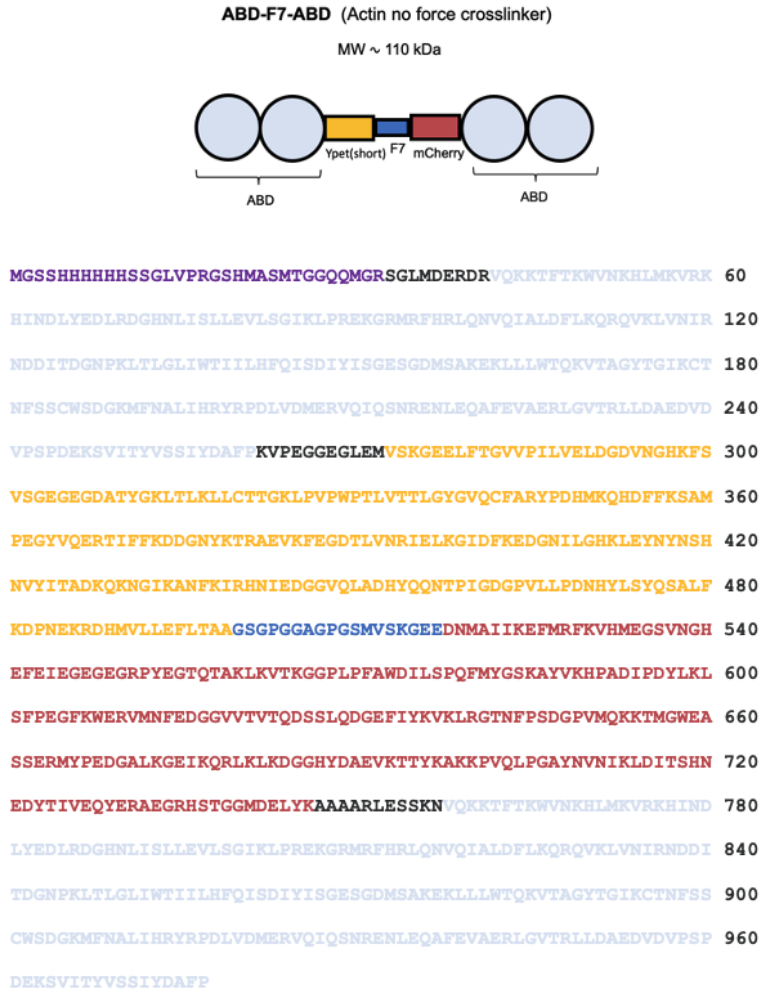 ABD-F7-ABD (Actin no force crosslinker)
MW ~ 110 kDa
Ypet(short) F7 mCherry
ABD ABD
MGSSHHHHHHSSGLVPRGSHMASMTGGQQMGRSGLMDERDRVQKKTFTKWVNKHLMKVRK 60
HINDLYEDLRDGHNLISLLEVLSGIKLPREKGRMRFHRLQNVQIALDFLKQRQVKLVNIR 120
NDDITDGNPKLTLGLIWTIILHFQISDIYISGESGDMSAKEKLLLWTQKVTAGYTGIKCT 180
NFSSCWSDGKMFNALIHRYRPDLVDMERVQIQSNRENLEQAFEVAERLGVTRLLDAEDVD 240
VPSPDEKSVITYVSSIYDAFPKVPEGGEGLEMVSKGEELFTGVVPILVELDGDVNGHKFS 300
VSGEGEGDATYGKLTLKLLCTTGKLPVPWPTLVTTLGYGVQCFARYPDHMKQHDFFKSAM 360
PEGYVQERTIFFKDDGNYKTRAEVKFEGDTLVNRIELKGIDFKEDGNILGHKLEYNYNSH 420
NVYITADKQKNGIKANFKIRHNIEDGGVQLADHYQQNTPIGDGPVLLPDNHYLSYQSALF 480
KDPNEKRDHMVLLEFLTAAGSGPGGAGPGSMVSKGEEDNMAIIKEFMRFKVHMEGSVNGH 540
EFEIEGEGEGRPYEGTQTAKLKVTKGGPLPFAWDILSPQFMYGSKAYVKHPADIPDYLKL 600
SFPEGFKWERVMNFEDGGVVTVTQDSSLQDGEFIYKVKLRGTNFPSDGPVMQKKTMGWEA 660
SSERMYPEDGALKGEIKQRLKLKDGGHYDAEVKTTYKAKKPVQLPGAYNVNIKLDITSHN 720
EDYTIVEQYERAEGRHSTGGMDELYKAAAARLESSKNVQKKTFTKWVNKHLMKVRKHIND 780
LYEDLRDGHNLISLLEVLSGIKLPREKGRMRFHRLQNVQIALDFLKQRQVKLVNIRNDDI 840
TDGNPKLTLGLIWTIILHFQISDIYISGESGDMSAKEKLLLWTQKVTAGYTGIKCTNFSS 900
CWSDGKMFNALIHRYRPDLVDMERVQIQSNRENLEQAFEVAERLGVTRLLDAEDVDVPSP 960
DEKSVITYVSSIYDAFP